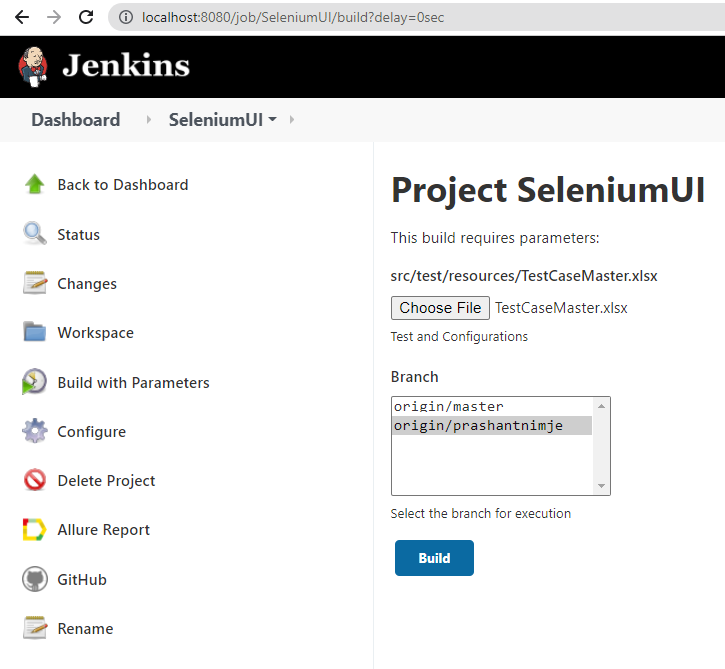 localhost:8080/job/SeleniumUI/build?delay=0sec
Jenkins
Dashboard SeleniumUI
Back to Dashboard
Status
Changes
Workspace
Build with Parameters
Configure
Delete Project
Allure Report
GitHub
Rename
Project SeleniumUI
This build requires parameters:
src/test/resources/TestCaseMaster.xlsx
Choose File TestCaseMaster.xlsx
Test and Configurations
Branch
origin/master
origin/prashantnimje
Select the branch for execution
Build